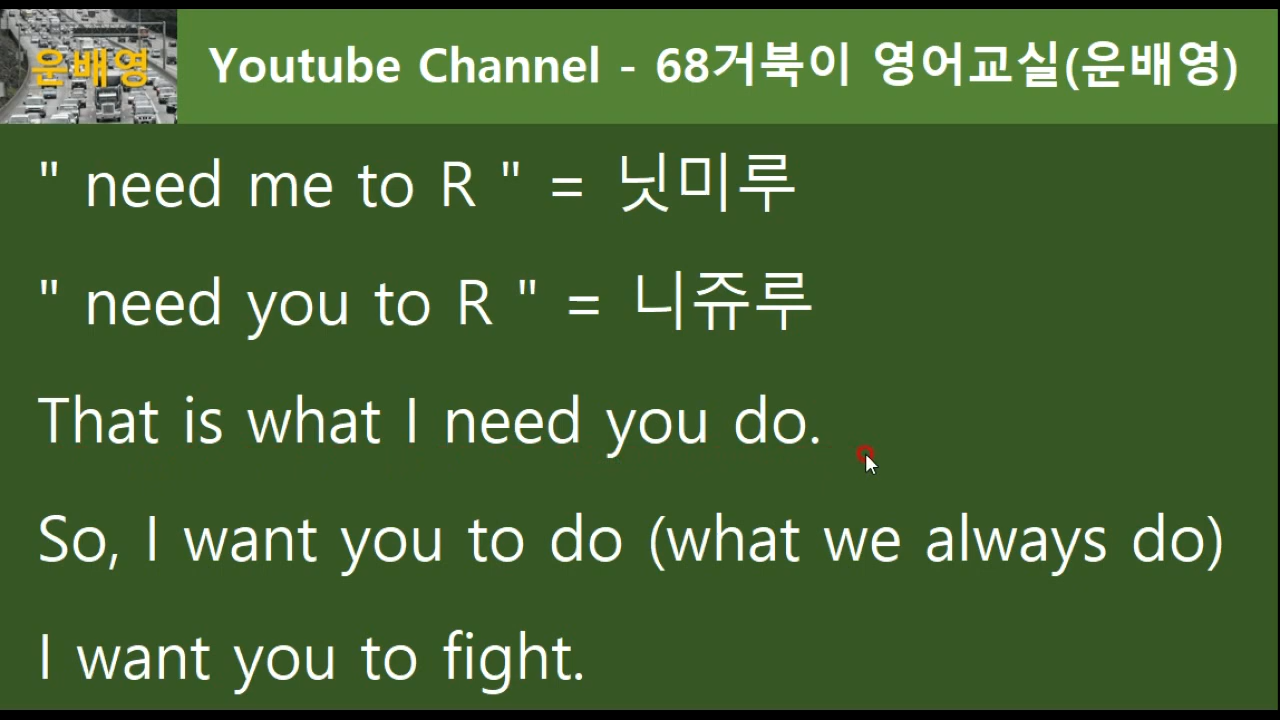 운배영
Youtube Channel - 68거북이 영어교실(운배영)
" need me to R " = 닛미루
" need you to R " = 니쥬루
That is what I need you do.
So, I want you to do (what we always do)
I want you to fight.